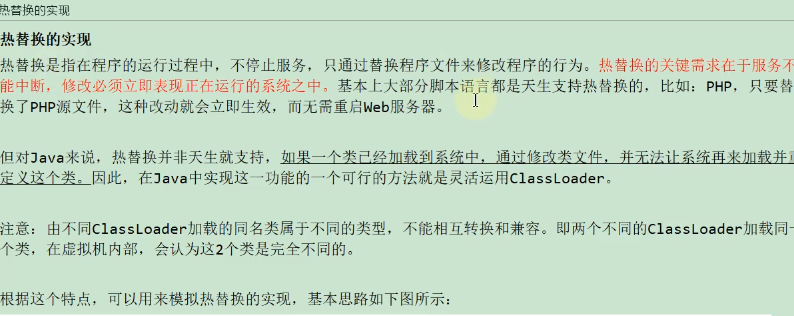 热替换的实现
热替换的实现
热替换是指在程序的运行过程中，不停止服务，只通过替换程序文件来修改程序的行为。热替换的关键需求在于服务不
能中断，修改必须立即表现正在运行的系统之中。基本上大部分脚本语言都是天生支持热替换的，比如：PHP，只要替
换了PHP源文件，这种改动就会立即生效，而无需重启Web服务器。
但对Java来说，热替换并非天生就支持，如果一个类已经加载到系统中，通过修改类文件，并无法让系统再来加载并重
定义这个类。因此，在Java中实现这一功能的一个可行的方法就是灵活运用ClassLoader。
注意：由不同ClassLoader加载的同名类属于不同的类型，不能相互转换和兼容。即两个不同的ClassLoader加载同一
个类，在虚拟机内部，会认为这2个类是完全不同的。
根据这个特点，可以用来模拟热替换的实现，基本思路如下图所示：